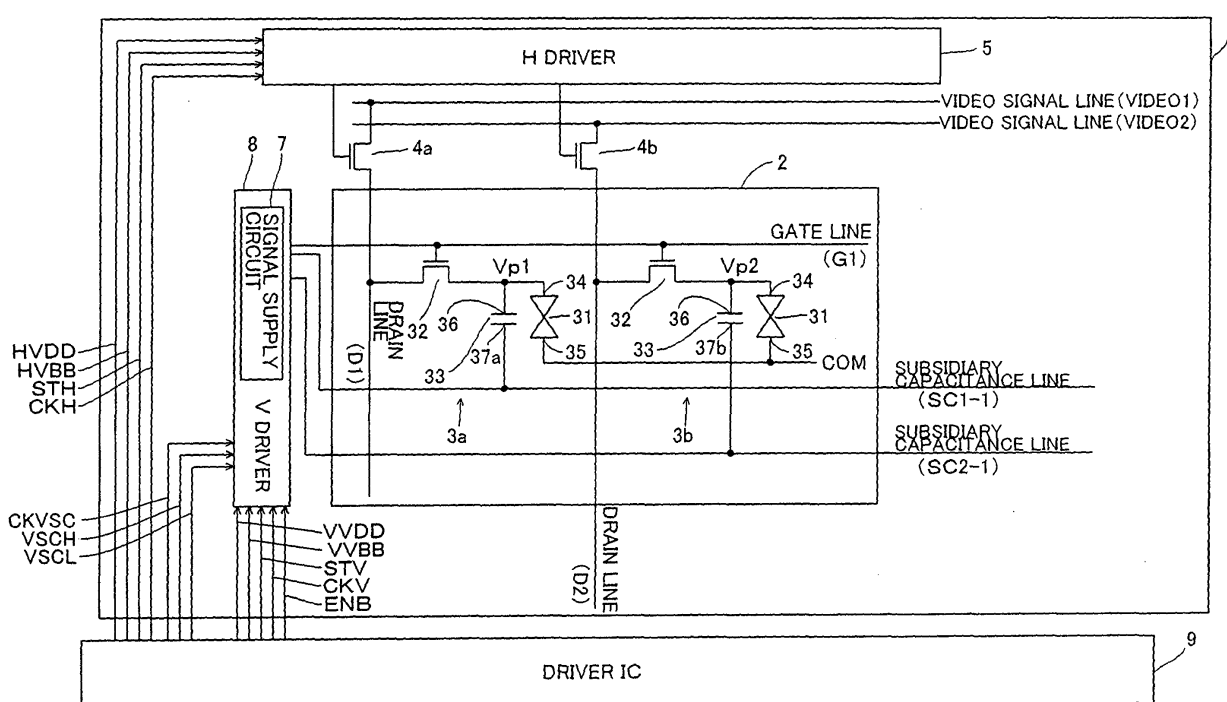 H DRIVER
5
VIDEO SIGNAL LINE(VIDEO1)
VIDEO SIGNAL LINE(VIDEO2)
4a
4b
8
7
2
SIGNAL SUPPLY
CIRCUIT
V DRIVER
GATE LINE
(G1)
Vp1
34
Vp2
34
32
36
31
32
36
31
33
37a
35
33
37b
35
DRAIN
LINE
(D1)
COM
HVDD
HVBB
STH
CKH
SUBSIDIARY
CAPACITANCE LINE
(SC1-1)
3a
3b
SUBSIDIARY
CAPACITANCE LINE
(SC2-1)
CKVSC
VSCH
VSCL
VVDD
VVBB
STV
CKV
ENB
DRAIN LINE
(D2)
9
DRIVER IC